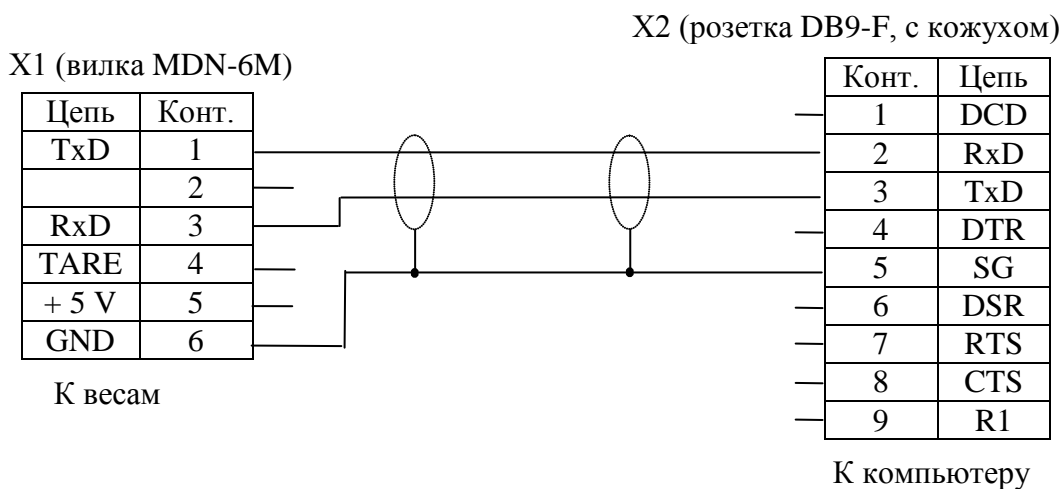 X2 (розетка DB9-F, с кожухом)
X1 (вилка MDN-6M)
Цепь Конт.
TxD 1
2
RxD 3
TARE 4
+ 5 V 5
GND 6
К весам
Конт. Цепь
1 DCD
2 RxD
3 TxD
4 DTR
5 SG
6 DSR
7 RTS
8 CTS
9 R1
К компьютеру